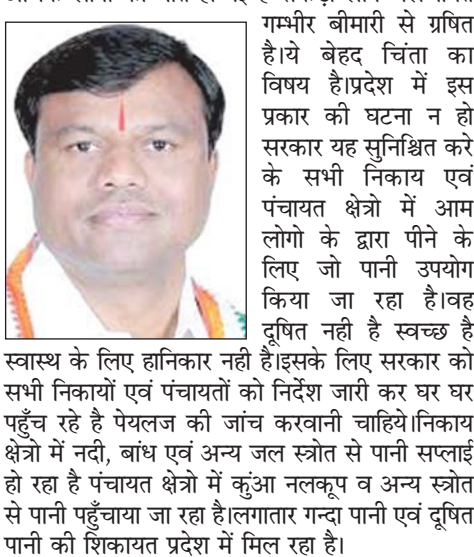 गम्भीर बीमारी से ग्रषित
है।ये बेहद चिंता का
विषय है।प्रदेश में इस
प्रकार की घटना न हो
सरकार यह सुनिश्चित करे
के सभी निकाय एवं
पंचायत क्षेत्रो में आम
लोगो के द्वारा पीने के
लिए जो पानी उपयोग
किया जा रहा है।वह
दूषित नही है स्वच्छ है
स्वास्थ के लिए हानिकार नही है।इसके लिए सरकार को
सभी निकायों एवं पंचायतों को निर्देश जारी कर घर घर
पहुँच रहे है पेयलज की जांच करवानी चाहिये।निकाय
क्षेत्रो में नदी, बांध एवं अन्य जल स्त्रोत से पानी सप्लाई
हो रहा है पंचायत क्षेत्रो में कुंआ नलकूप व अन्य स्त्रोत
से पानी पहुँचाया जा रहा है।लगातार गन्दा पानी एवं दूषित
पानी की शिकायत प्रदेश में मिल रहा है।